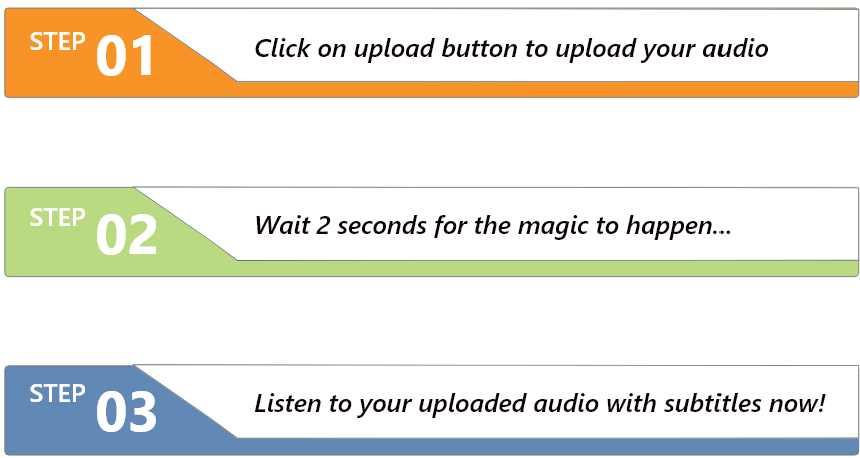 STEP 01 Click on upload button to upload your audio
STEP 02 Wait 2 seconds for the magic to happen...
STEP 03 Listen to your uploaded audio with subtitles now!